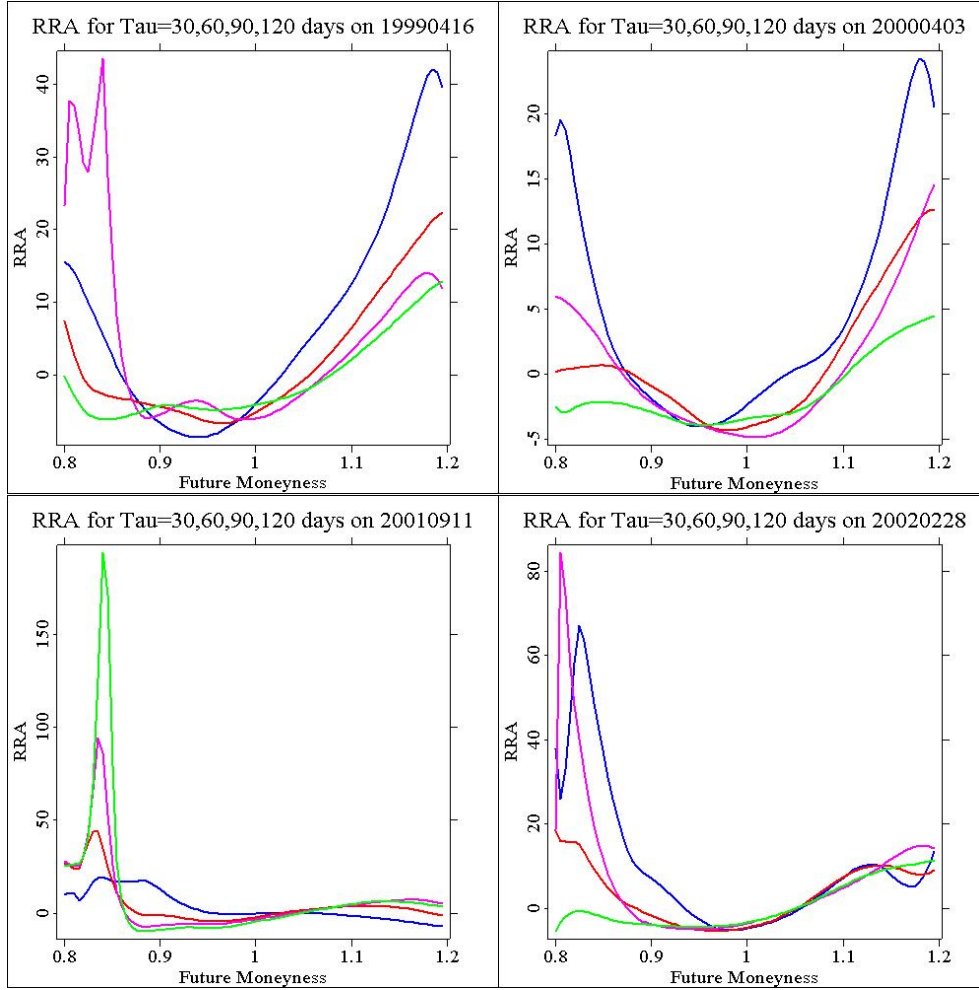 RRA for Tau=30,60,90,120 days on 19990416
RRA
40
30
20
10
0
0.8 0.9 1 1.1 1.2
Future Moneyness
RRA for Tau=30,60,90,120 days on 20000403
RRA
20
15
10
5
0
-5
0.8 0.9 1 1.1 1.2
Future Moneyness
RRA for Tau=30,60,90,120 days on 20010911
RRA
150
100
50
0
0.8 0.9 1 1.1 1.2
Future Moneyness
RRA for Tau=30,60,90,120 days on 20020228
RRA
80
60
40
20
0
0.8 0.9 1 1.1 1.2
Future Moneyness